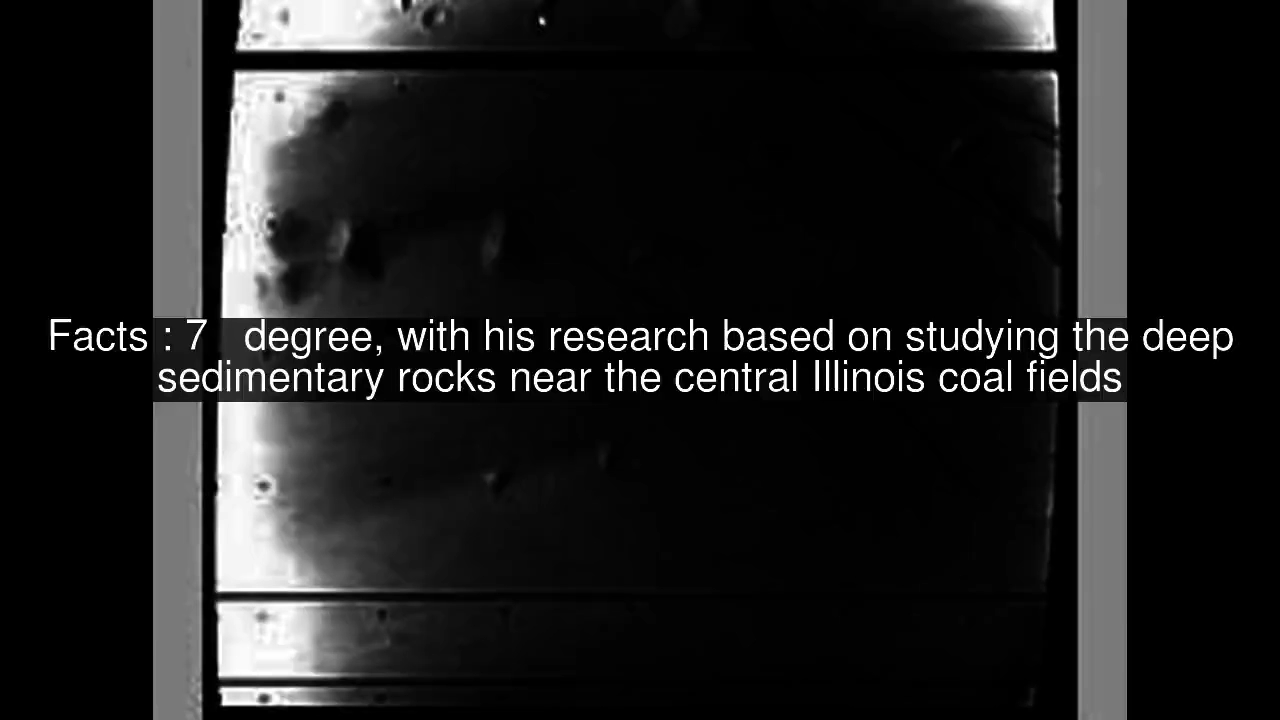 Facts : 7 degree, with his research based on studying the deep
sedimentary rocks near the central Illinois coal fields